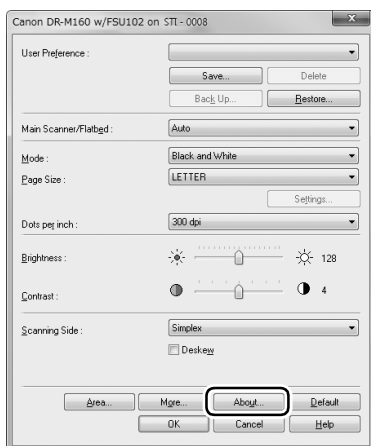 Canon DR-M160 w/FSU102 on STI - 0008
User Preference :
Save... Delete
Back Up... Restore...
Main Scanner/Flatbed : Auto
Mode : Black and White
Page Size : LETTER
Settings...
Dots per inch : 300 dpi
Brightness : 128
Contrast : 4
Scanning Side : Simplex
Deskew
Area... More... About... Default
OK Cancel Help